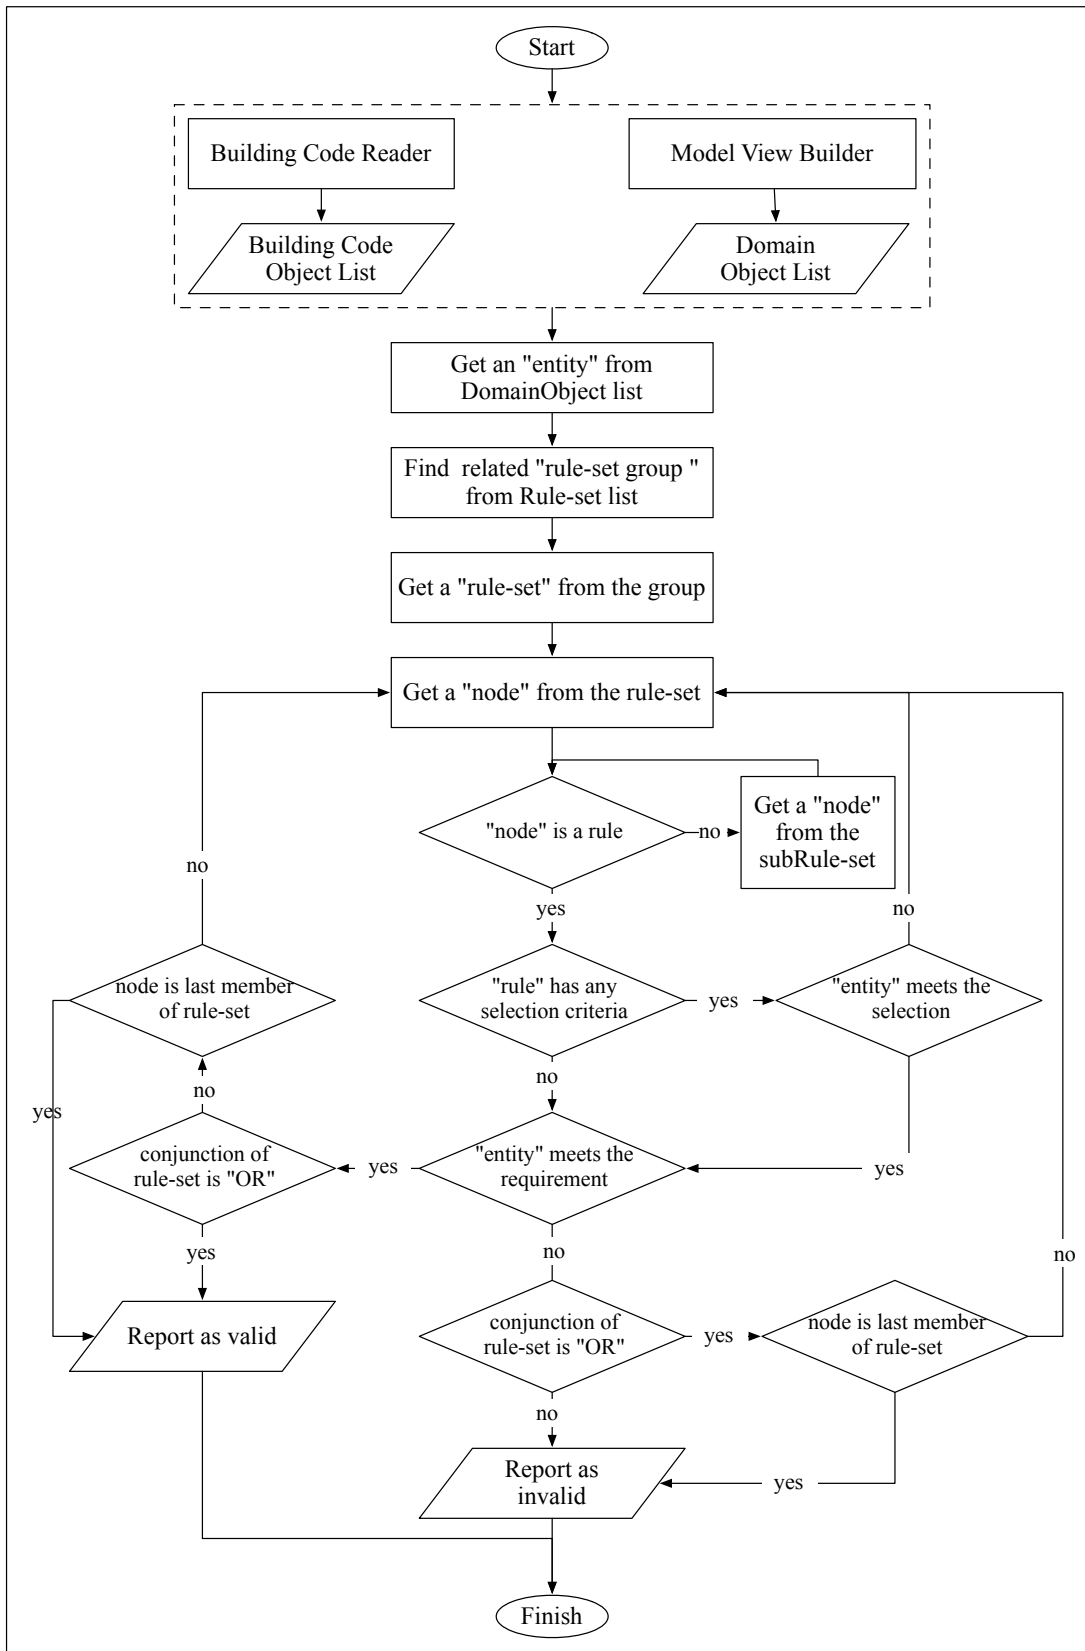 Start
Building Code Reader
Model View Builder
Building Code
Object List
Domain
Object List
Get an "entity" from
DomainObject list
Find  related "rule-set group "
from Rule-set list
Get a "rule-set" from the group
Get a "node" from the rule-set
"node" is a rule
no
Get a "node"
from the
subRule-set
no
yes
no
node is last member
of rule-set
"rule" has any
selection criteria
yes
"entity" meets the
selection
no
no
yes
conjunction of
rule-set is "OR"
yes
"entity" meets the
requirement
yes
yes
no
no
Report as valid
conjunction of
rule-set is "OR"
yes
node is last member
of rule-set
no
Report as
invalid
yes
Finish